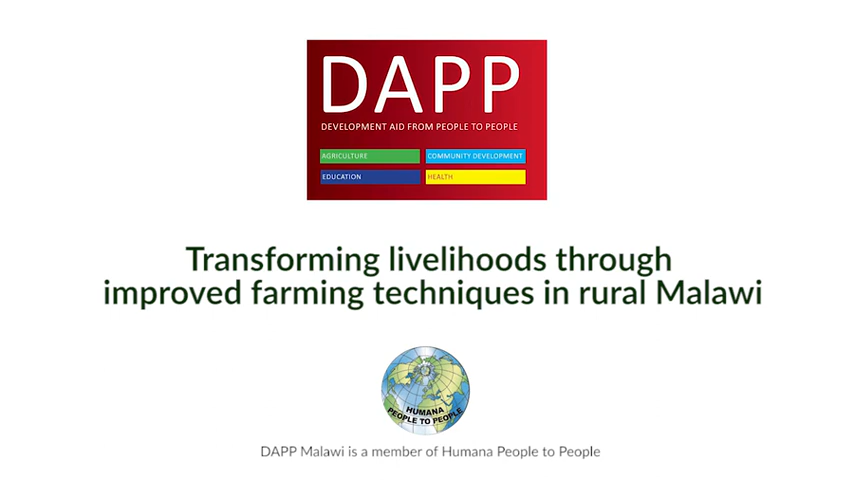 DAPP
DEVELOPMENT AID FROM PEOPLE TO PEOPLE
AGRICULTURE
COMMUNITY DEVELOPMENT
EDUCATION
HEALTH
Transforming livelihoods through
improved farming techniques in rural Malawi
HUMANA
PEOPLE TO PEOPLE
DAPP Malawi is a member of Humana People to People